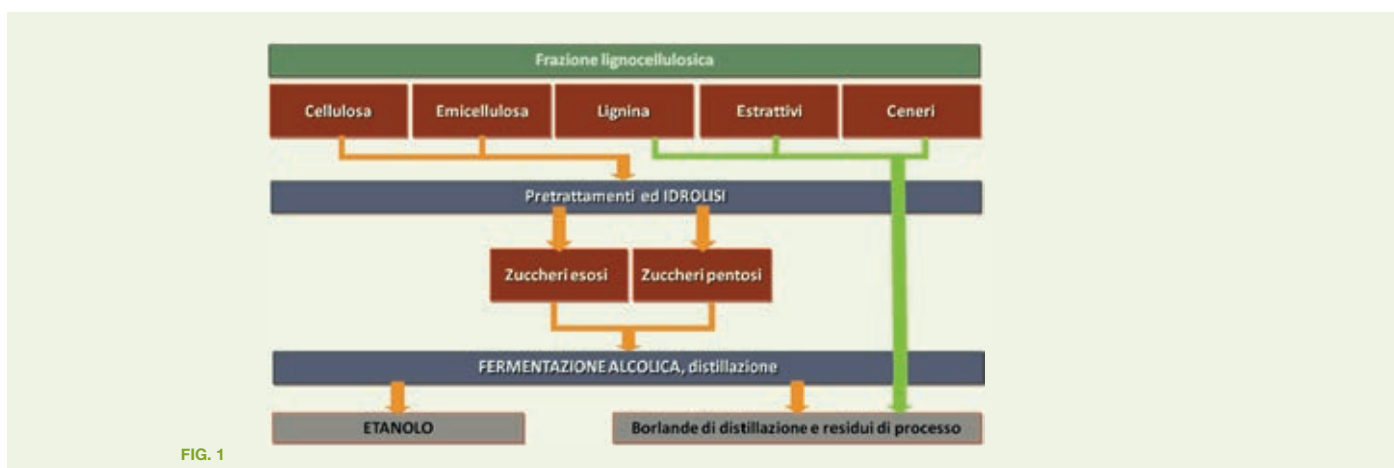 Frazione lignocellulosica
Cellulosa
Emicellulosa
Lignina
Estrattivi
Ceneri
Pretrattamenti ed IDROLISI
Zuccheri esosi
Zuccheri pentosi
FERMENTAZIONE ALCOLICA, distillazione
ETANOLO
Borlande di distillazione e residui di processo
FIG. 1